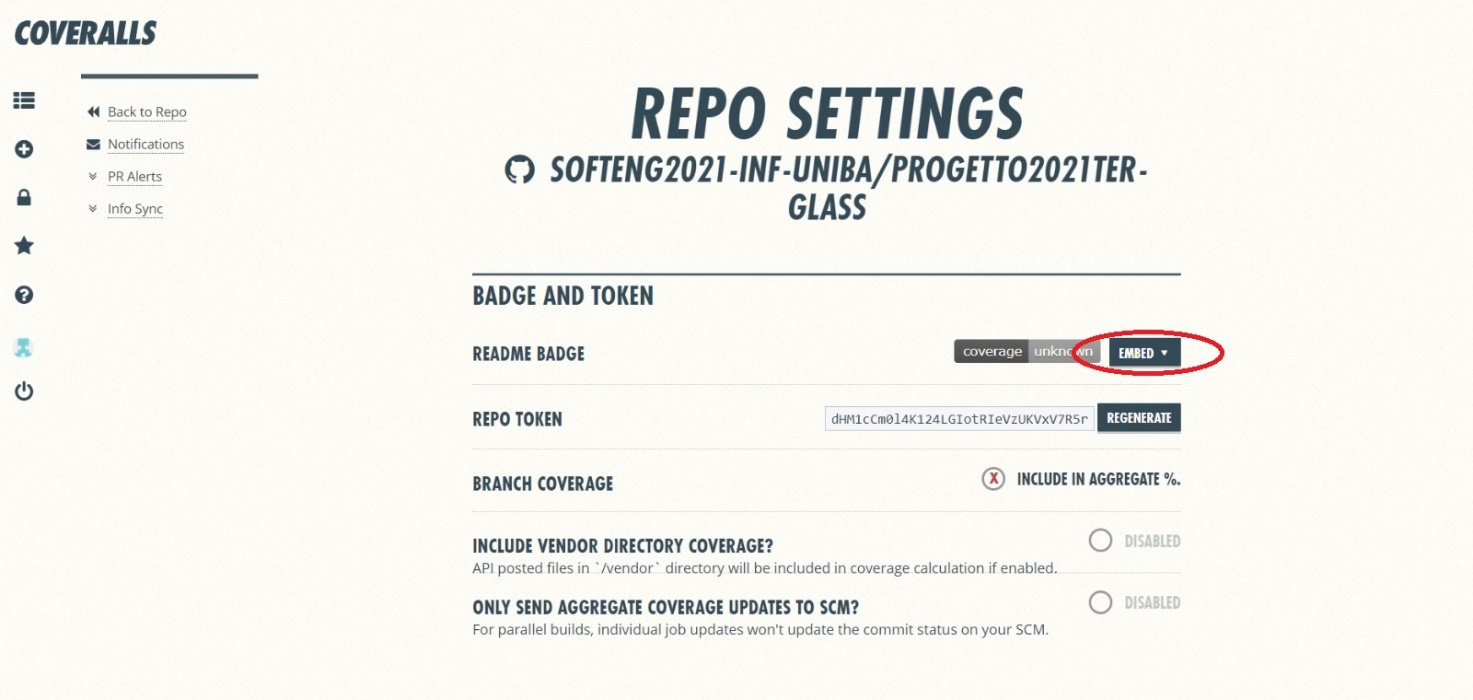 COVERALLS
Back to Repo
Notifications
PR Alerts
Info Sync
REPO SETTINGS
SOFTENG2021-INF-UNIBA/PROGETTO2021TER-
GLASS
BADGE AND TOKEN
README BADGE
coverage unknown
EMBED
REPO TOKEN
dHM1cCm0l4K124LGIotRIeVzUKVxV7R5r
REGENERATE
BRANCH COVERAGE
X INCLUDE IN AGGREGATE %.
INCLUDE VENDOR DIRECTORY COVERAGE?
DISABLED
API posted files in `/vendor` directory will be included in coverage calculation if enabled.
ONLY SEND AGGREGATE COVERAGE UPDATES TO SCM?
DISABLED
For parallel builds, individual job updates won't update the commit status on your SCM.